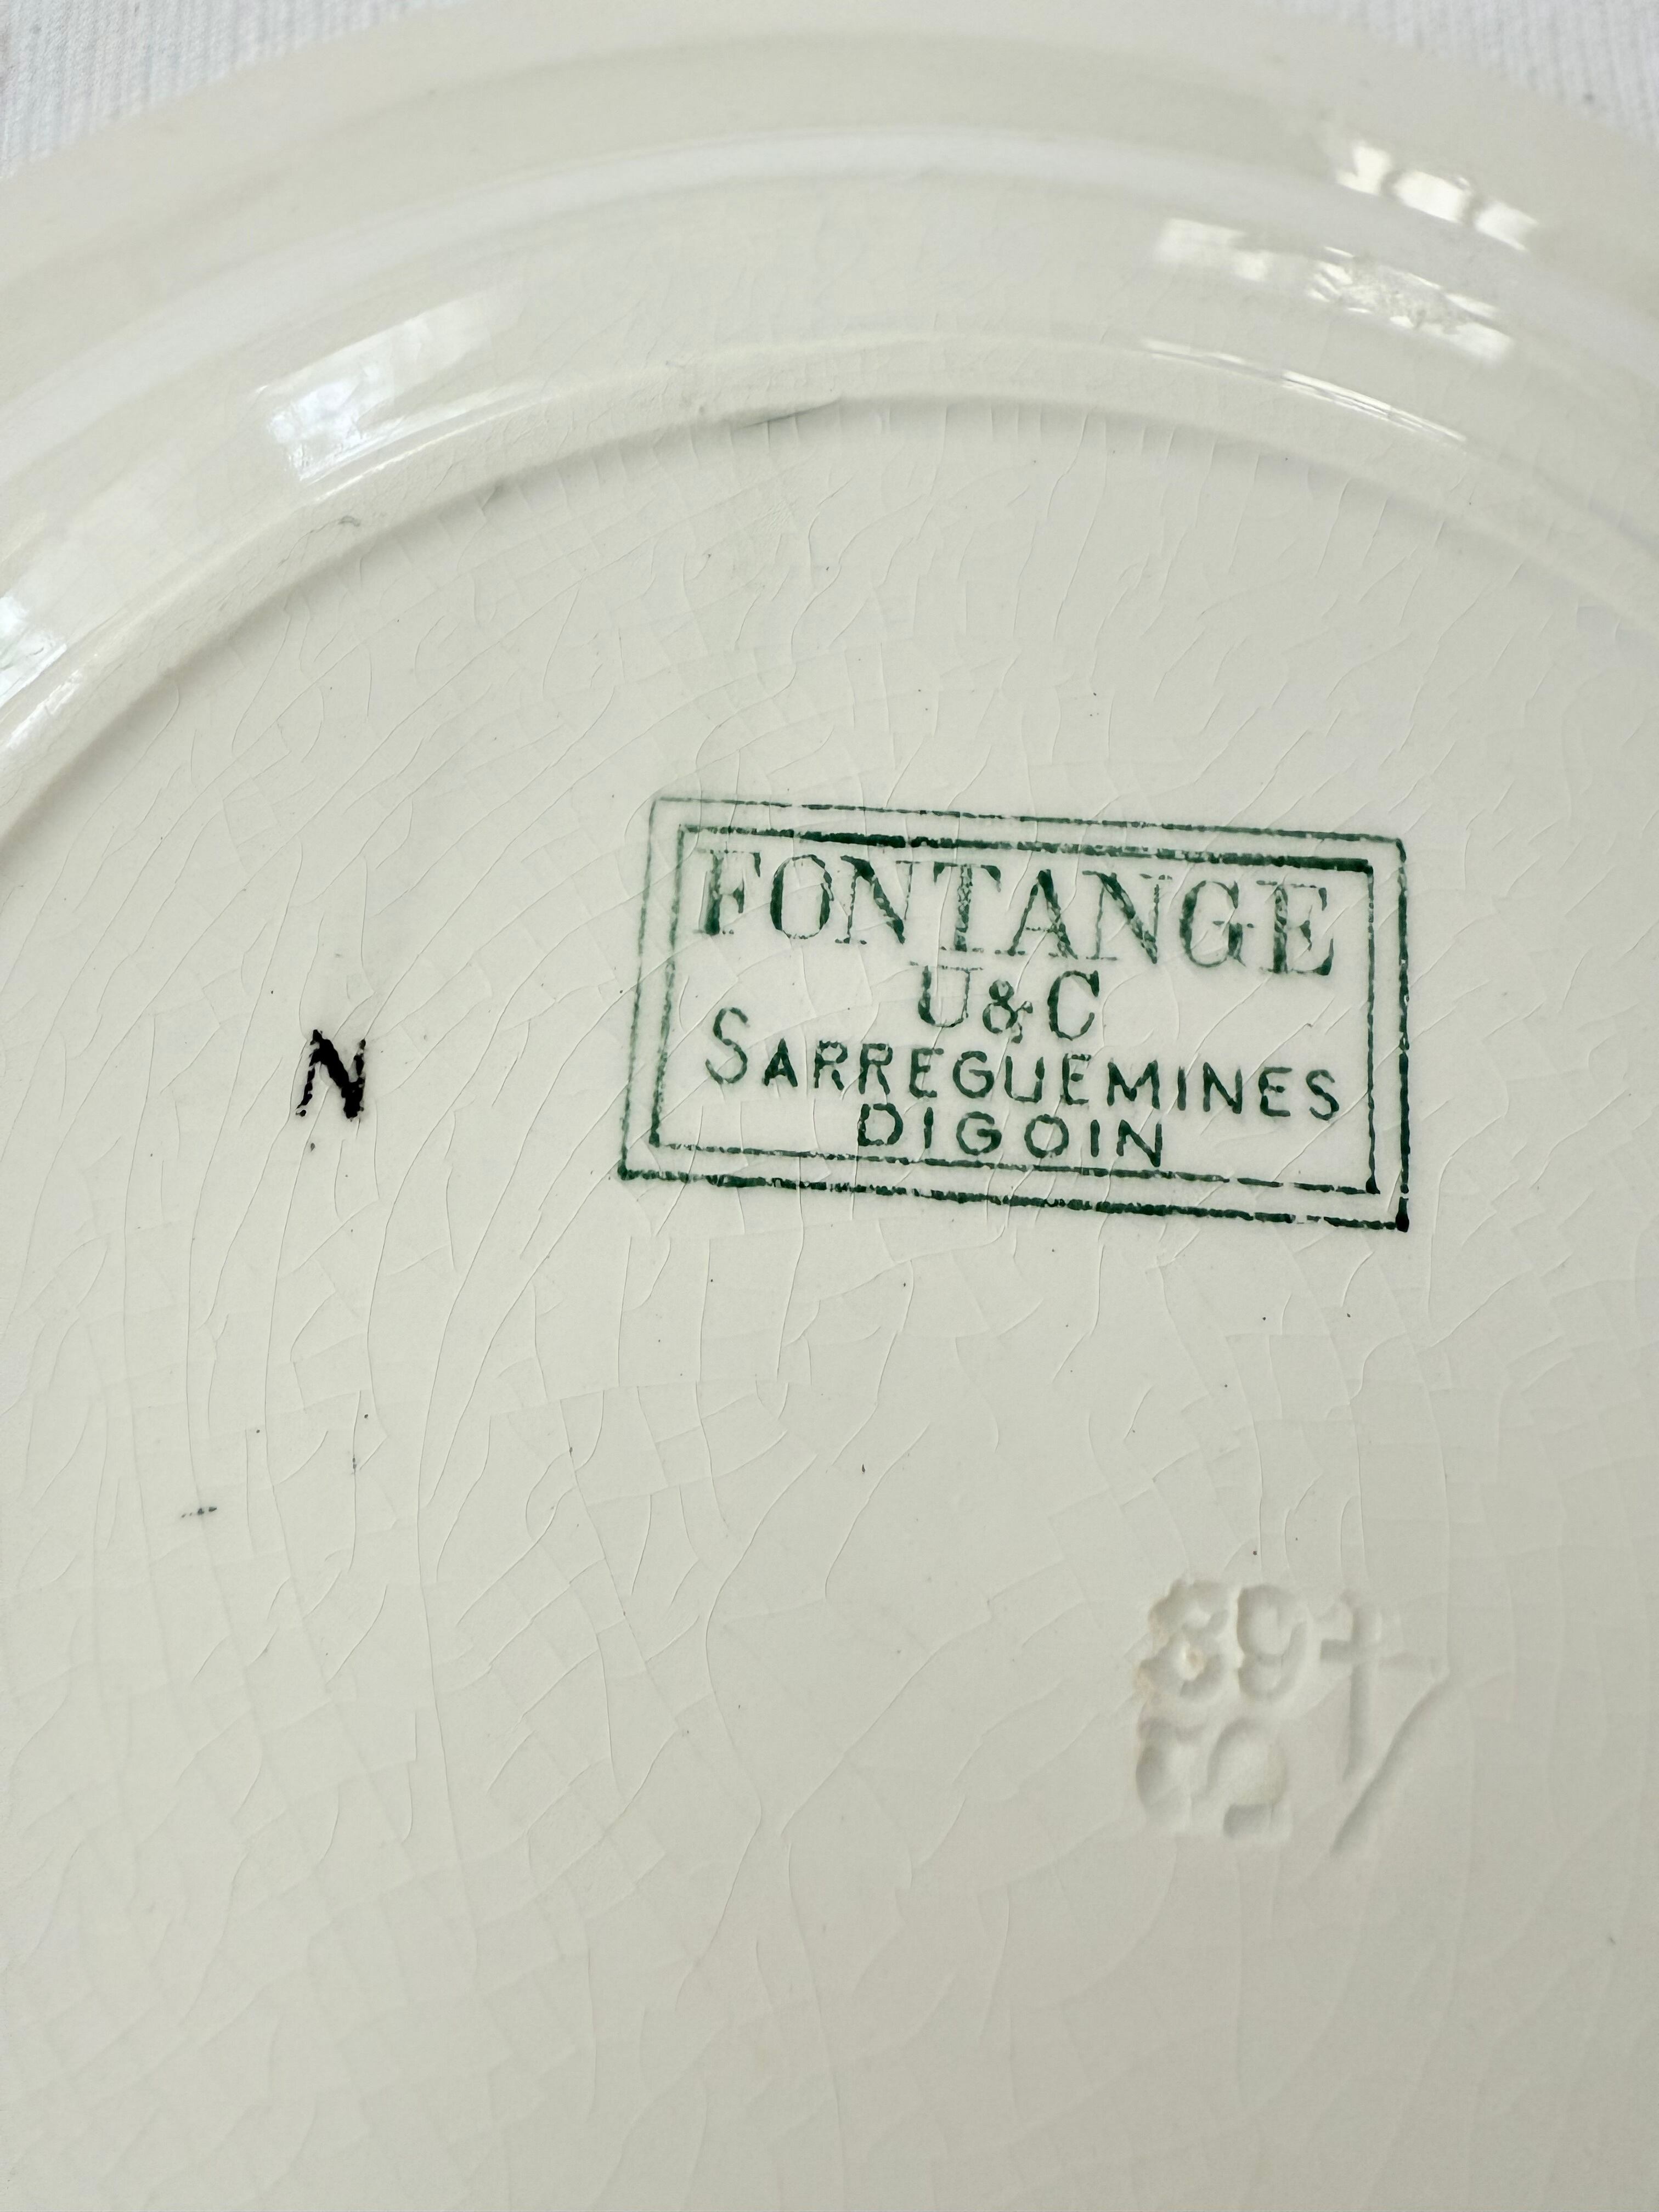 FONTANGE
U&C
SARREGUEMINES
DIGOIN
N